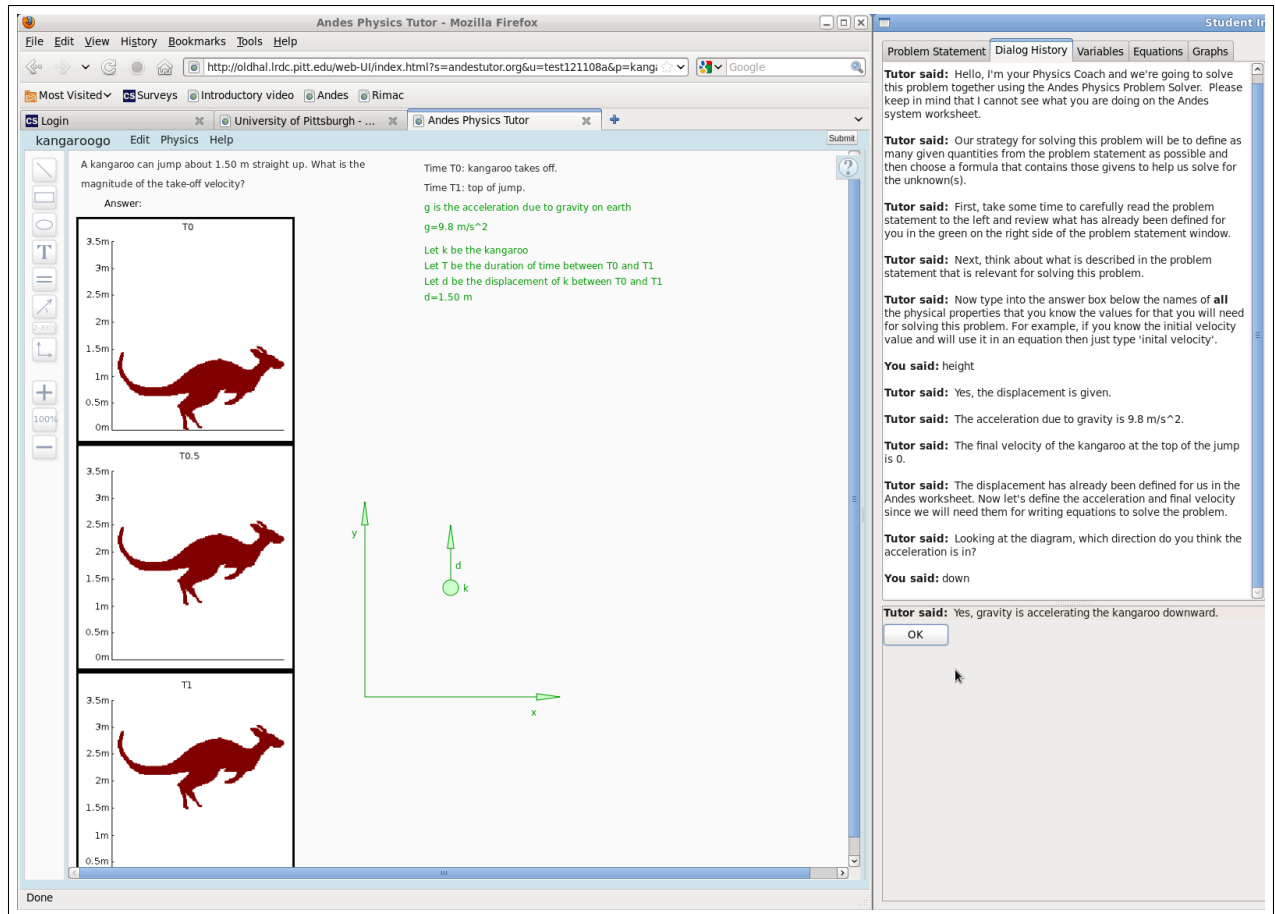 Andes Physics Tutor - Mozilla Firefox
File Edit View History Bookmarks Tools Help
http://oldhal.lrdc.pitt.edu/web-UI/index.html?s=andestutor.org&u=test121108a&p=kang
Google
Most Visited
CS Surveys
Introductory video
Andes
Rimac
CS Login
University of Pittsburgh - ...
Andes Physics Tutor
kangaroogo Edit Physics Help
Submit
T
100%
A kangaroo can jump about 1.50 m straight up. What is the
magnitude of the take-off velocity?
Answer:
T0
3.5m
3m
2.5m
2m
1.5m
1m
0.5m
0m
T0.5
3.5m
3m
2.5m
2m
1.5m
1m
0.5m
0m
T1
3.5m
3m
2.5m
2m
1.5m
1m
0.5m
Time T0: kangaroo takes off.
Time T1: top of jump.
g is the acceleration due to gravity on earth
g=9.8 m/s^2
Let k be the kangaroo
Let T be the duration of time between T0 and T1
Let d be the displacement of k between T0 and T1
d=1.50 m
y
d
k
x
?
Done
Student
Problem Statement Dialog History Variables Equations Graphs
Tutor said: Hello, I'm your Physics Coach and we're going to solve
this problem together using the Andes Physics Problem Solver. Please
keep in mind that I cannot see what you are doing on the Andes
system worksheet.
Tutor said: Our strategy for solving this problem will be to define as
many given quantities from the problem statement as possible and
then choose a formula that contains those givens to help us solve for
the unknown(s).
Tutor said: First, take some time to carefully read the problem
statement to the left and review what has already been defined for
you in the green on the right side of the problem statement window.
Tutor said: Next, think about what is described in the problem
statement that is relevant for solving this problem.
Tutor said: Now type into the answer box below the names of all
the physical properties that you know the values for that you will need
for solving this problem. For example, if you know the initial velocity
value and will use it in an equation then just type 'inital velocity'.
You said: height
Tutor said: Yes, the displacement is given.
Tutor said: The acceleration due to gravity is 9.8 m/s^2.
Tutor said: The final velocity of the kangaroo at the top of the jump
is 0.
Tutor said: The displacement has already been defined for us in the
Andes worksheet. Now let's define the acceleration and final velocity
since we will need them for writing equations to solve the problem.
Tutor said: Looking at the diagram, which direction do you think the
acceleration is in?
You said: down
Tutor said: Yes, gravity is accelerating the kangaroo downward.
OK